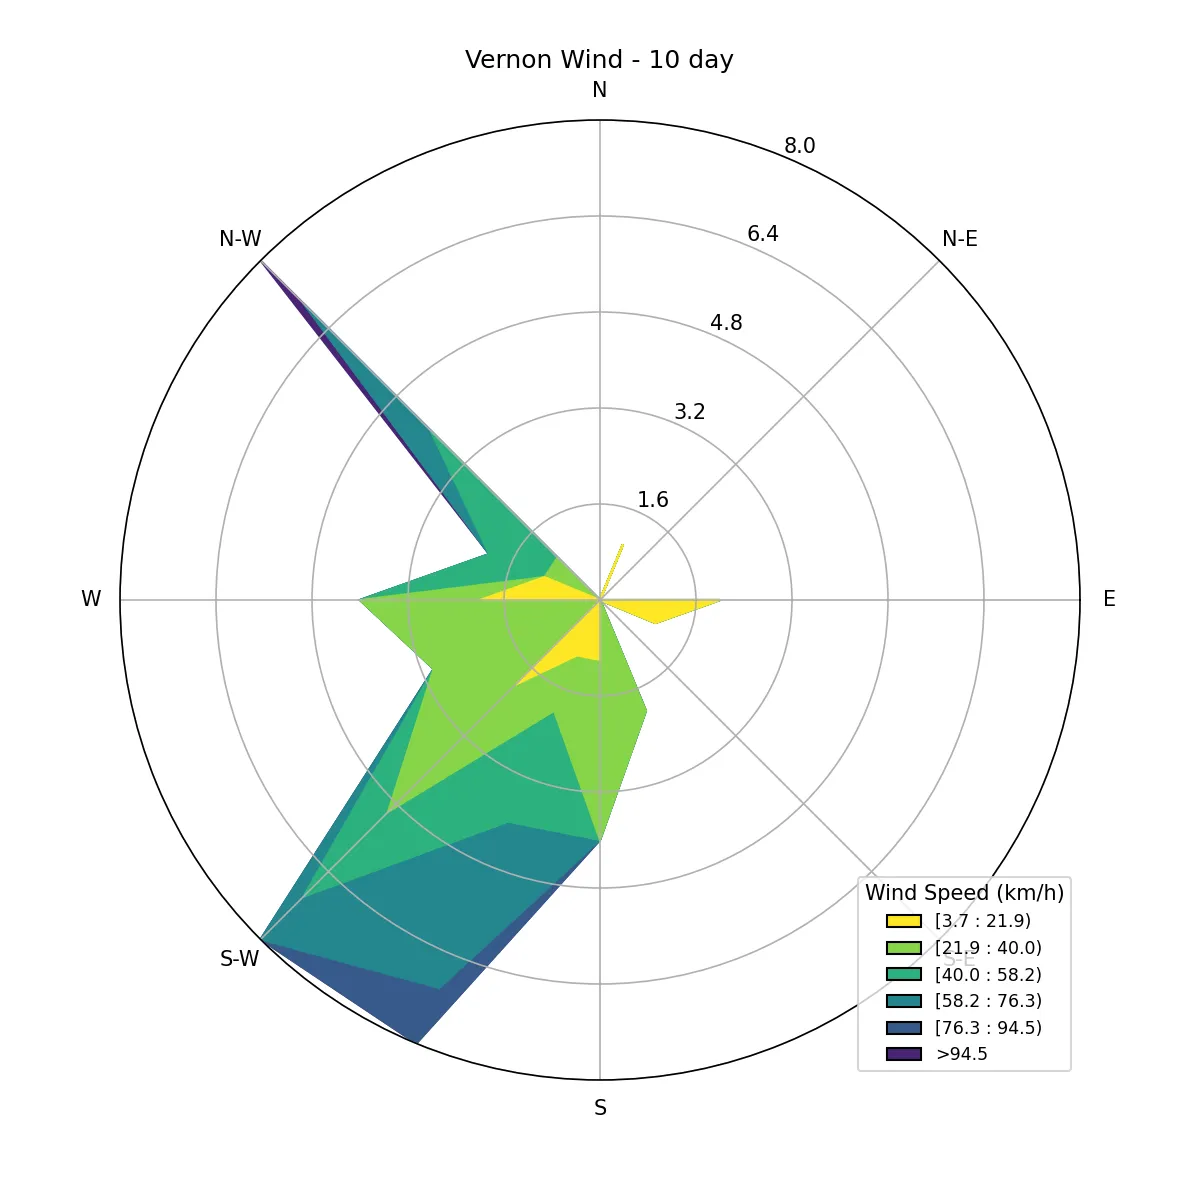 Vernon Wind - 10 day
N
8.0
N-W
6.4
N-E
4.8
3.2
1.6
W
E
S-W
S-E
S
Wind Speed (km/h)
[3.7 : 21.9)
[21.9 : 40.0)
[40.0 : 58.2)
[58.2 : 76.3)
[76.3 : 94.5)
>94.5